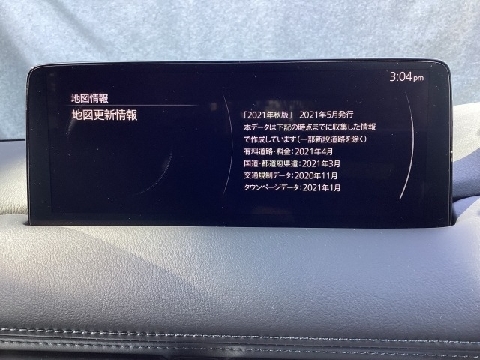 3:04pm
地図情報
地図更新情報
「2021年秋版」 2021年5月発行
本データは下記の時点までに収集した情報
で作成しています(一部新設道路を除く)
有料道路・料金: 2021年4月
国道・都道府県道: 2021年3月
交通規制データ: 2020年11月
タウンページデータ: 2021年1月